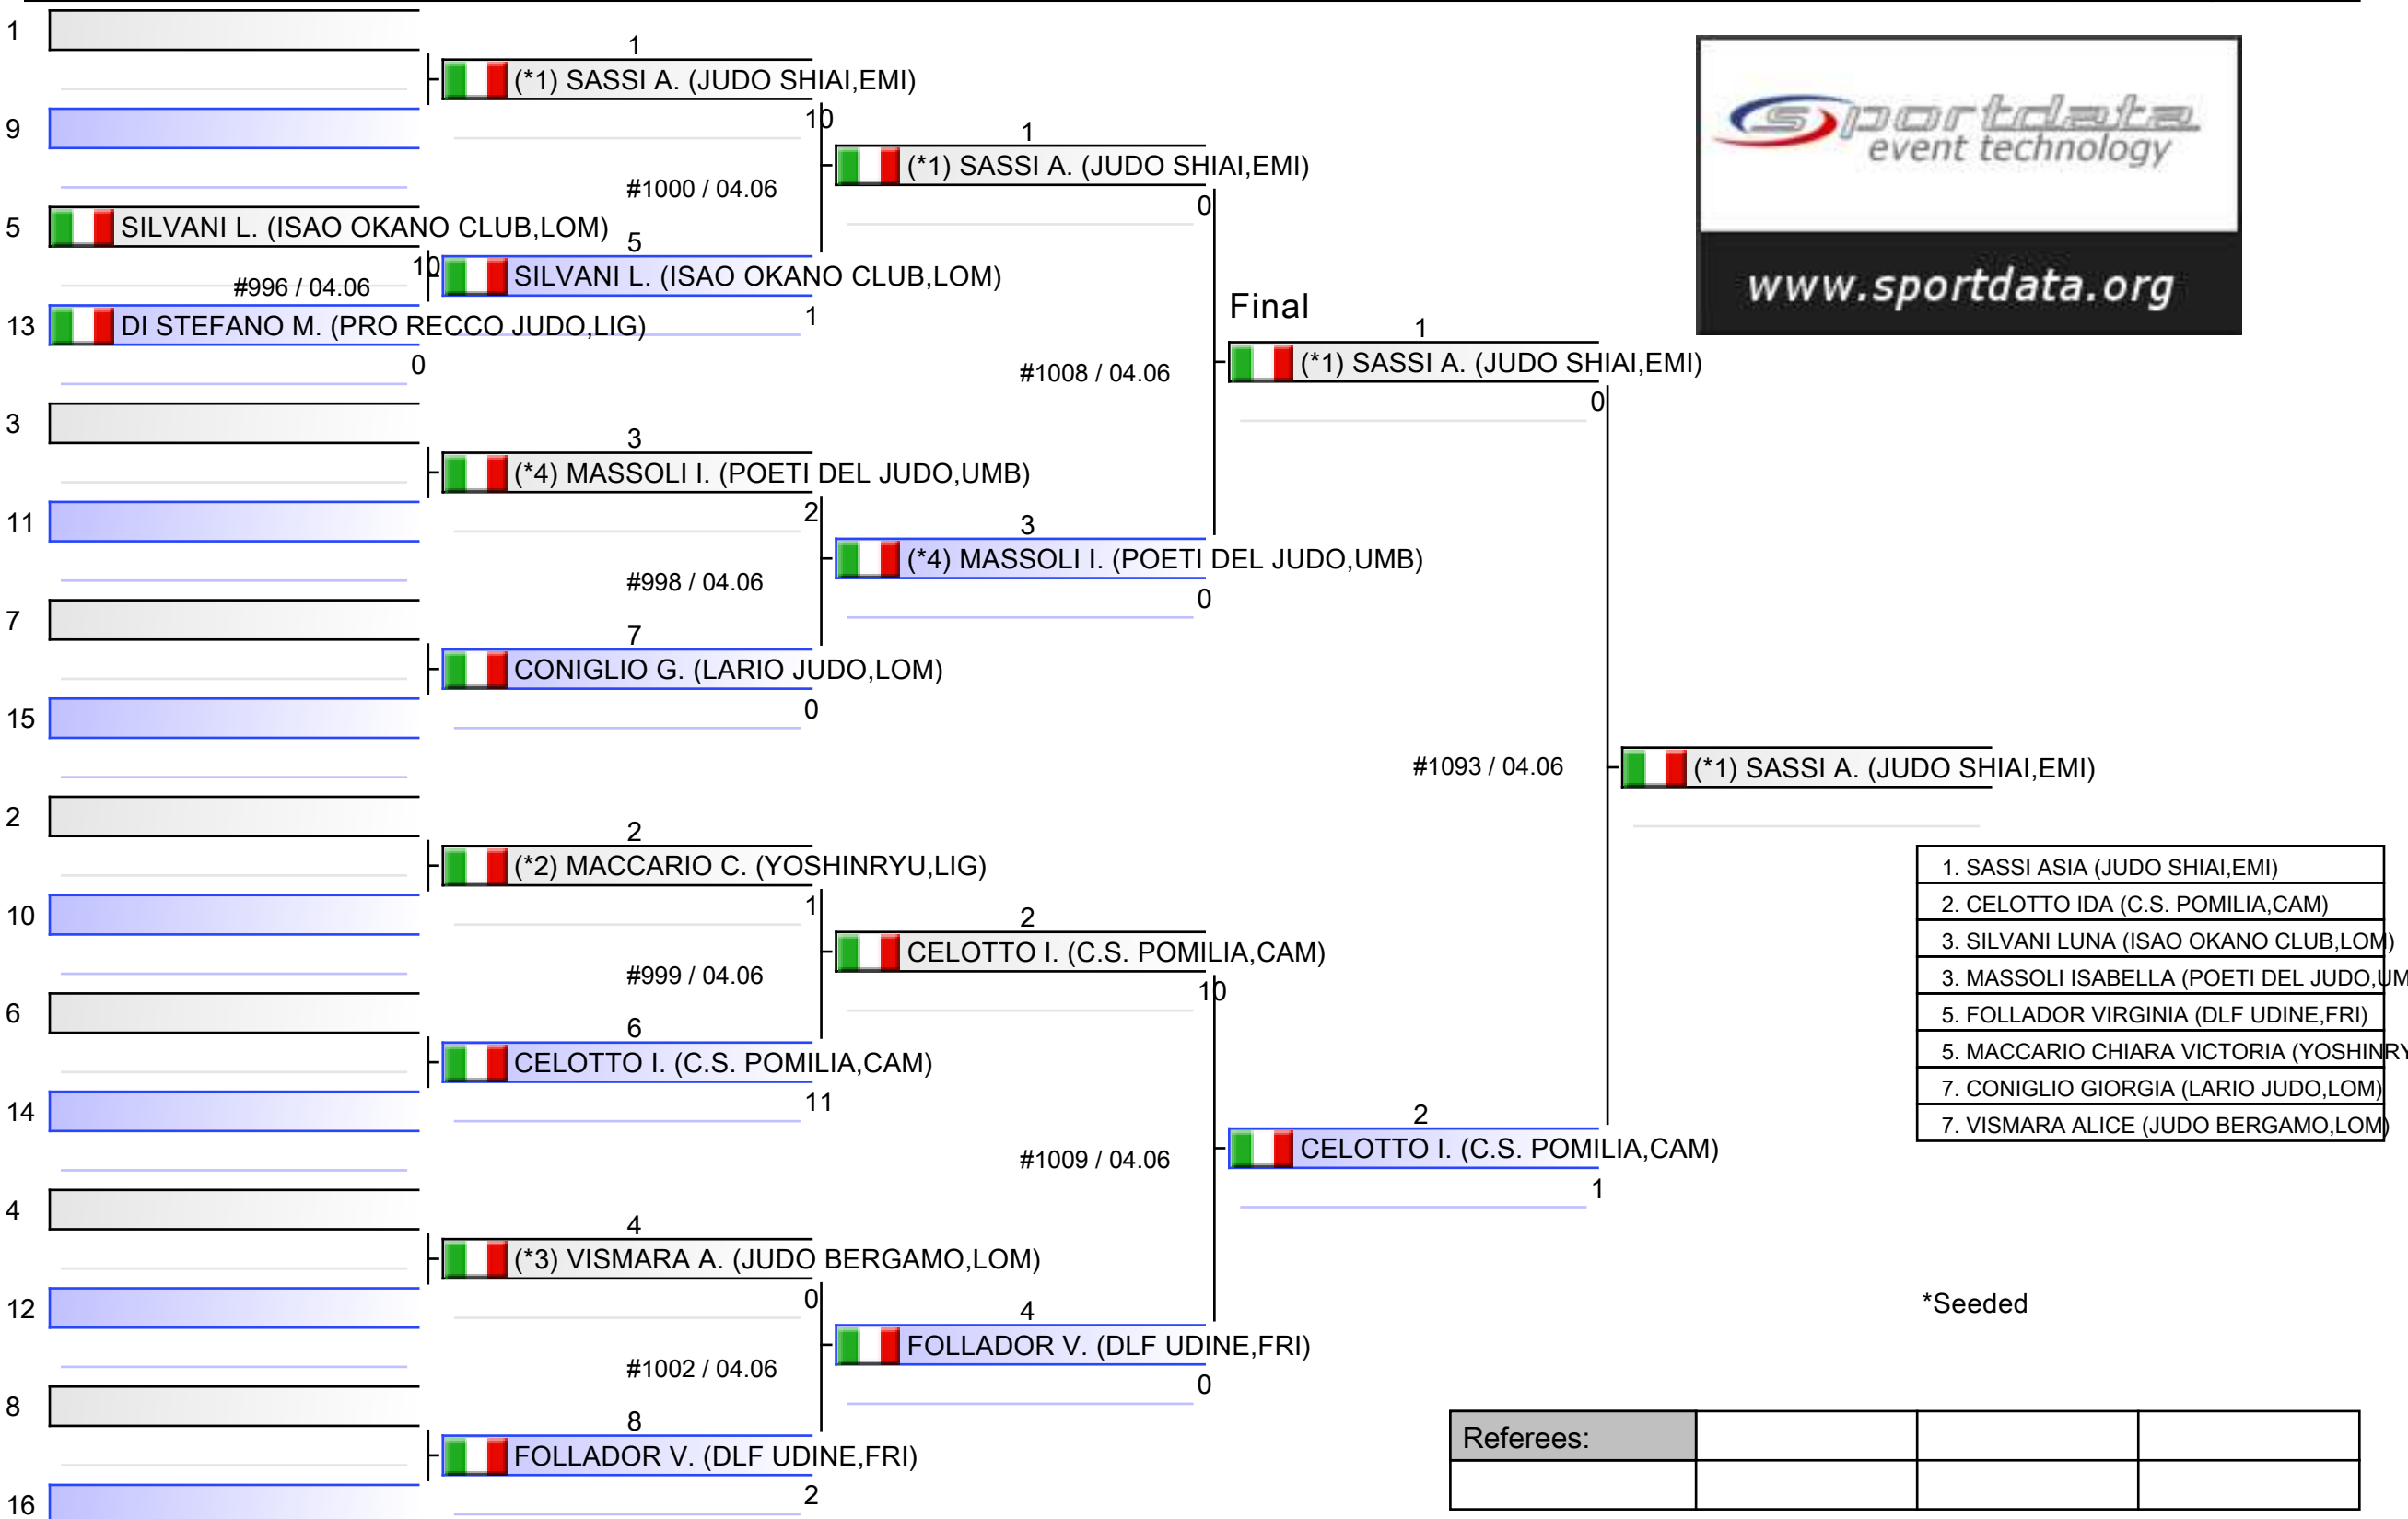 1
1
(*1) SASSI A. (JUDO SHIAI,EMI)
9
10
1
(*1) SASSI A. (JUDO SHIAI,EMI)
#1000 / 04.06
0
5
SILVANI L. (ISAO OKANO CLUB,LOM)
5
10
SILVANI L. (ISAO OKANO CLUB,LOM)
#996 / 04.06
1
13
DI STEFANO M. (PRO RECCO JUDO,LIG)
0
Final
1
(*1) SASSI A. (JUDO SHIAI,EMI)
#1008 / 04.06
0
3
3
(*4) MASSOLI I. (POETI DEL JUDO,UMB)
11
2
3
(*4) MASSOLI I. (POETI DEL JUDO,UMB)
#998 / 04.06
0
7
7
CONIGLIO G. (LARIO JUDO,LOM)
0
15
#1093 / 04.06
(*1) SASSI A. (JUDO SHIAI,EMI)
2
2
(*2) MACCARIO C. (YOSHINRYU,LIG)
10
1
2
CELOTTO I. (C.S. POMILIA,CAM)
#999 / 04.06
10
6
6
CELOTTO I. (C.S. POMILIA,CAM)
11
14
2
CELOTTO I. (C.S. POMILIA,CAM)
#1009 / 04.06
1
4
4
(*3) VISMARA A. (JUDO BERGAMO,LOM)
12
0
4
FOLLADOR V. (DLF UDINE,FRI)
#1002 / 04.06
0
8
8
FOLLADOR V. (DLF UDINE,FRI)
2
16
sportdata
event technology
www.sportdata.org
1. SASSI ASIA (JUDO SHIAI,EMI)
2. CELOTTO IDA (C.S. POMILIA,CAM)
3. SILVANI LUNA (ISAO OKANO CLUB,LOM)
3. MASSOLI ISABELLA (POETI DEL JUDO,UM
5. FOLLADOR VIRGINIA (DLF UDINE,FRI)
5. MACCARIO CHIARA VICTORIA (YOSHINRY
7. CONIGLIO GIORGIA (LARIO JUDO,LOM)
7. VISMARA ALICE (JUDO BERGAMO,LOM)
*Seeded
Referees: